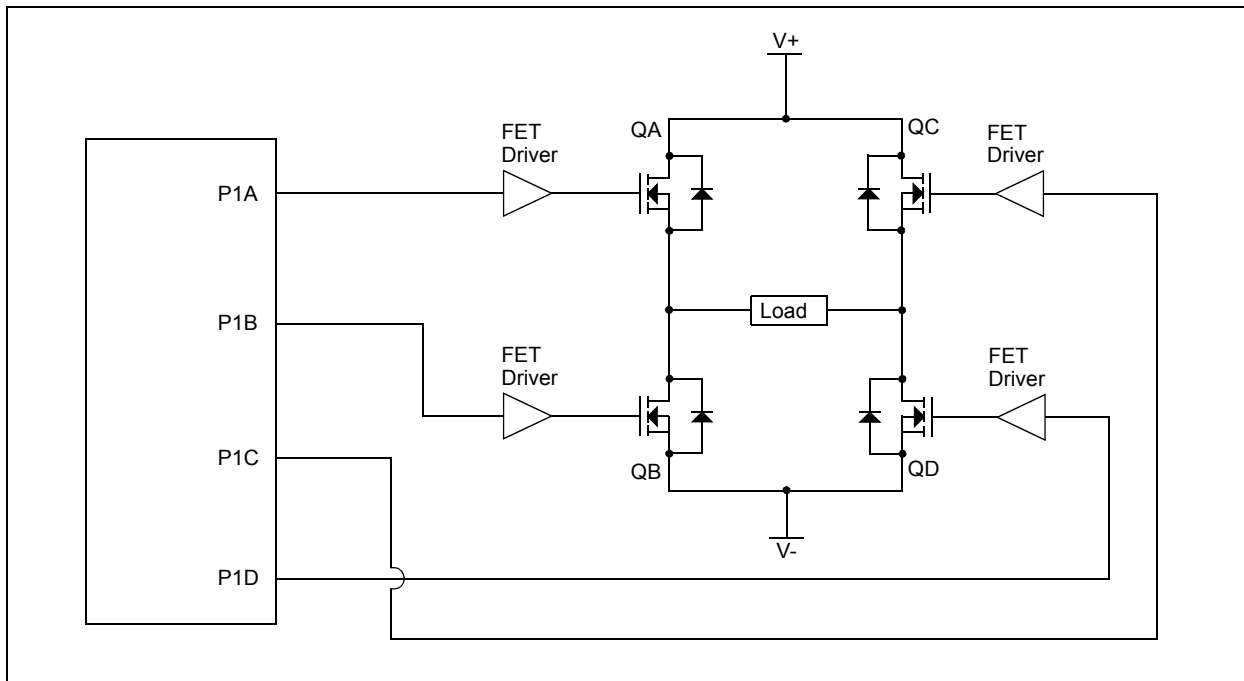 V+
QA
FET
Driver
QC
FET
Driver
P1A
P1B
Load
FET
Driver
FET
Driver
P1C
QB
QD
V-
P1D